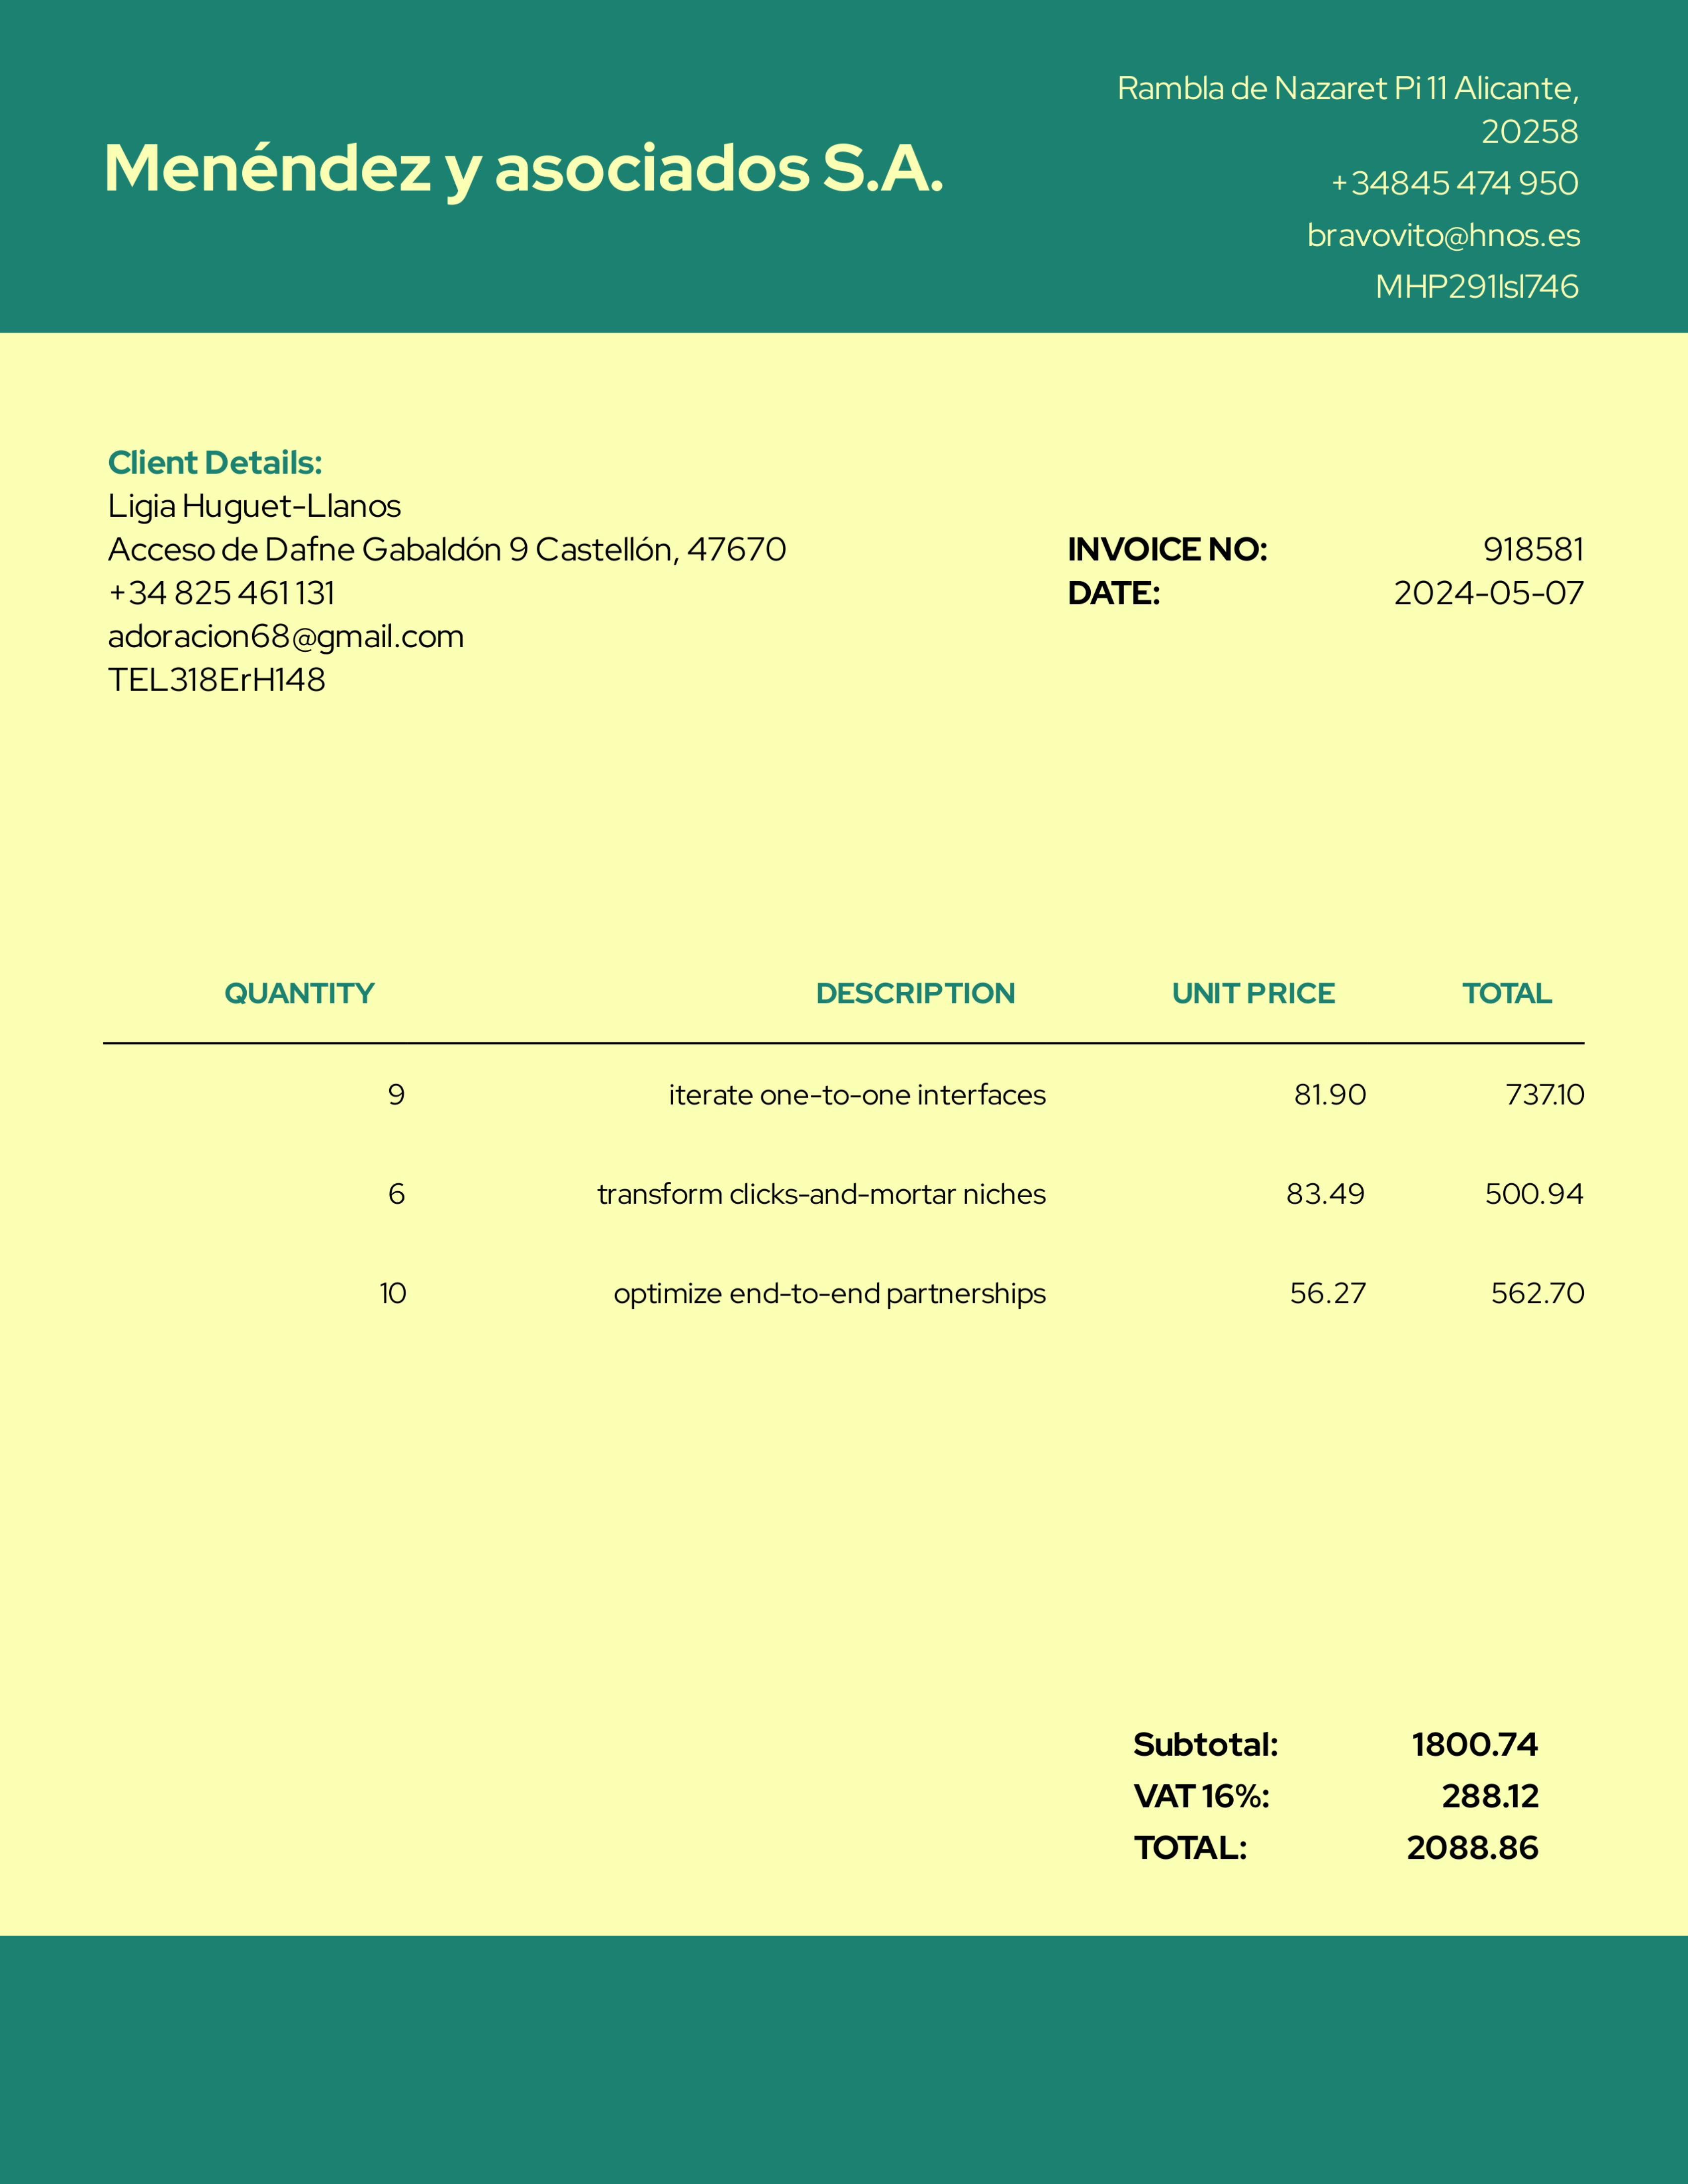 Menéndez y asociados S.A.
Rambla de Nazaret Pi 11 Alicante,
20258
+34845 474 950
bravovito@hnos.es
MHP291lsl746
Client Details:
Ligia Huguet-Llanos
Acceso de Dafne Gabaldón 9 Castellón, 47670
+34 825 461 131
adoracion68@gmail.com
TEL318ErH148
INVOICE NO: 918581
DATE: 2024-05-07
QUANTITY DESCRIPTION UNIT PRICE TOTAL
9 iterate one-to-one interfaces 81.90 737.10
6 transform clicks-and-mortar niches 83.49 500.94
10 optimize end-to-end partnerships 56.27 562.70
Subtotal: 1800.74
VAT 16%: 288.12
TOTAL: 2088.86